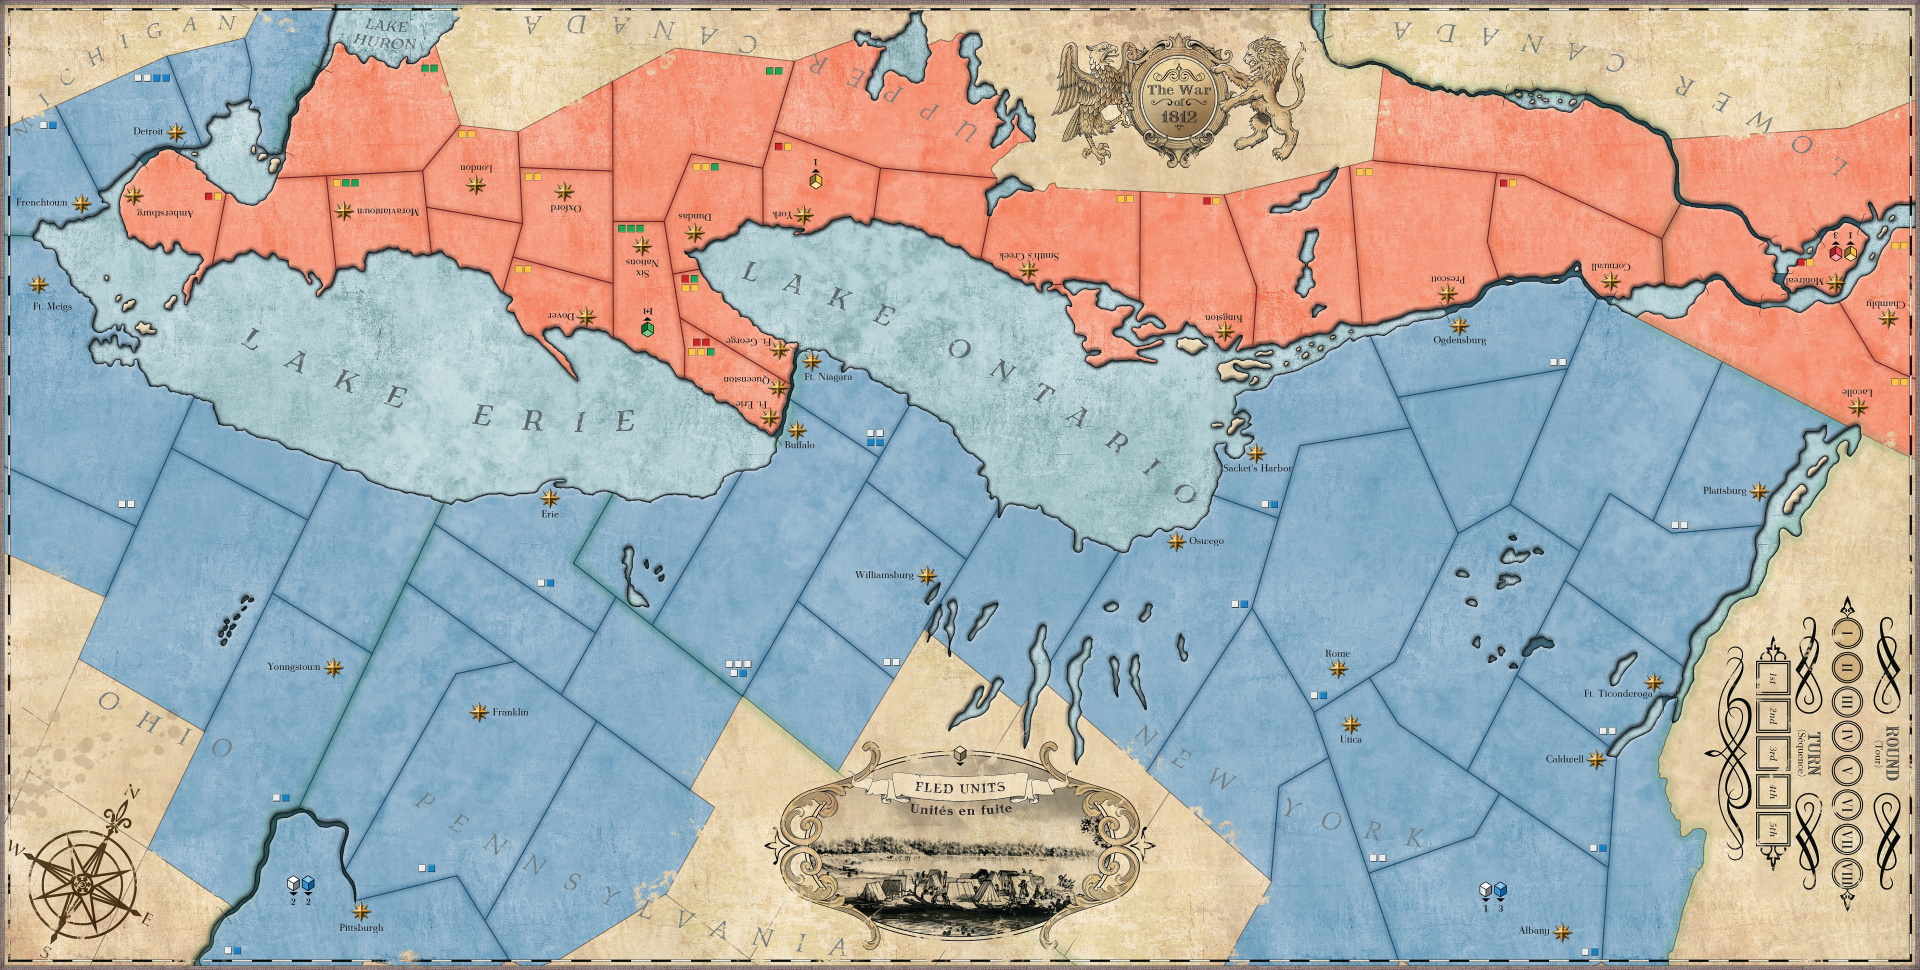 MICHIGAN
LAKE
HURON
UPPER CANADA
LOWER CANADA
The War
of
1812
Detroit
Frenchtown
Amherstburg
Moraviantown
London
Oxford
Dundas
York
1
Six
Nations
1+1
Smith's Creek
Kingston
Prescott
Cornwall
Montreal
3 1
Chambly
Lacolle
Ft. Meigs
Dover
Ft. George
Queenston
Ft. Erie
Ft. Niagara
Buffalo
LAKE ERIE
LAKE ONTARIO
Ogdensburg
Sacket's Harbor
Plattsburg
Erie
Oswego
Williamsburg
Youngstown
Franklin
Rome
Utica
Ft. Ticonderoga
Caldwell
OHIO
PENNSYLVANIA
NEW YORK
Pittsburgh
2 2
Albany
1 3
FLED UNITS
Unités en fuite
N
W
E
S
ROUND
(Tour)
I II III IV V VI VII VIII
TURN
(Séquence)
1st 2nd 3rd 4th 5th